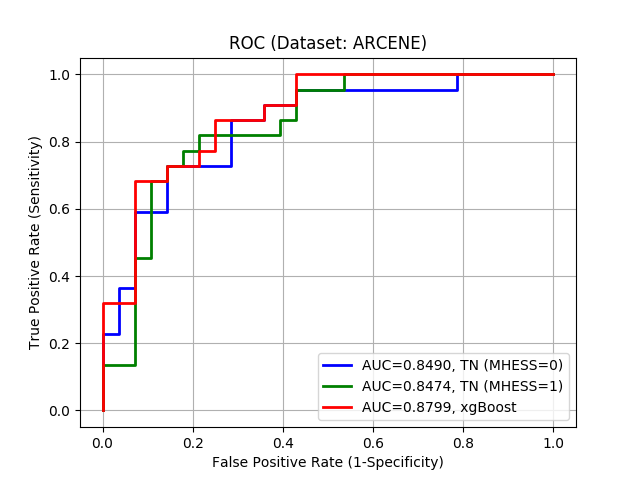 ROC (Dataset: ARCENE)
True Positive Rate (Sensitivity)
1.0
0.8
0.6
0.4
0.2
0.0
AUC=0.8490, TN (MHESS=0)
AUC=0.8474, TN (MHESS=1)
AUC=0.8799, xgBoost
0.0 0.2 0.4 0.6 0.8 1.0
False Positive Rate (1-Specificity)